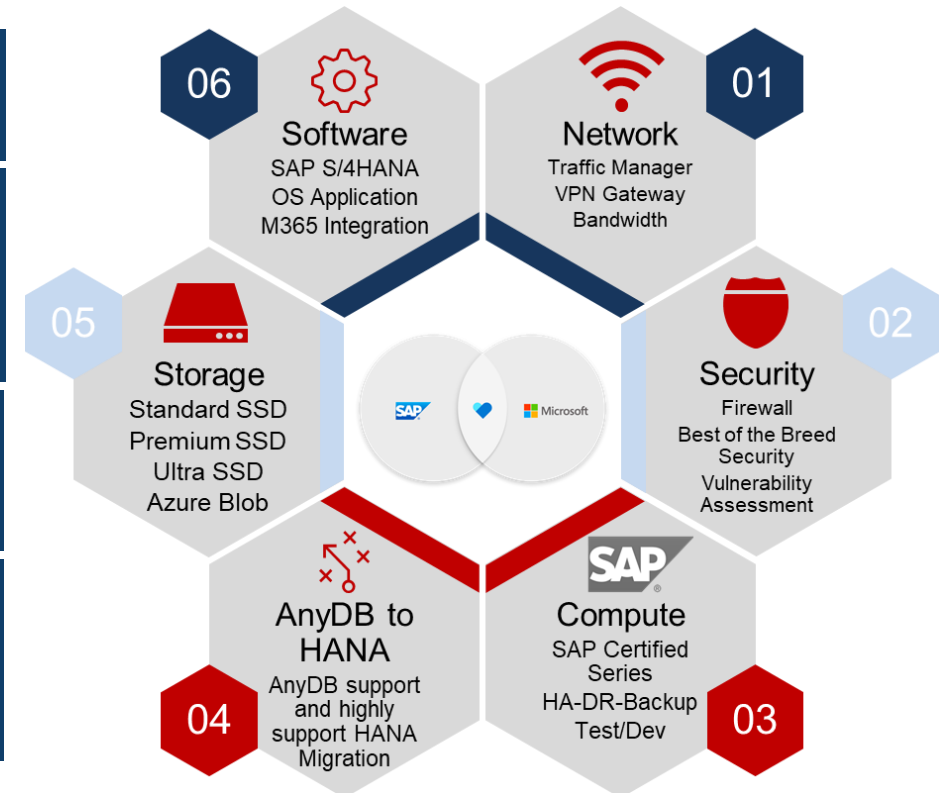 06
Software
SAP S/4HANA
OS Application
M365 Integration
01
Network
Traffic Manager
VPN Gateway
Bandwidth
05
Storage
Standard SSD
Premium SSD
Ultra SSD
Azure Blob
SAP
Microsoft
02
Security
Firewall
Best of the Breed
Security
Vulnerability
Assessment
04
AnyDB to
HANA
AnyDB support
and highly
support HANA
Migration
SAP
®
Compute
SAP Certified
Series
HA-DR-Backup
Test/Dev
03